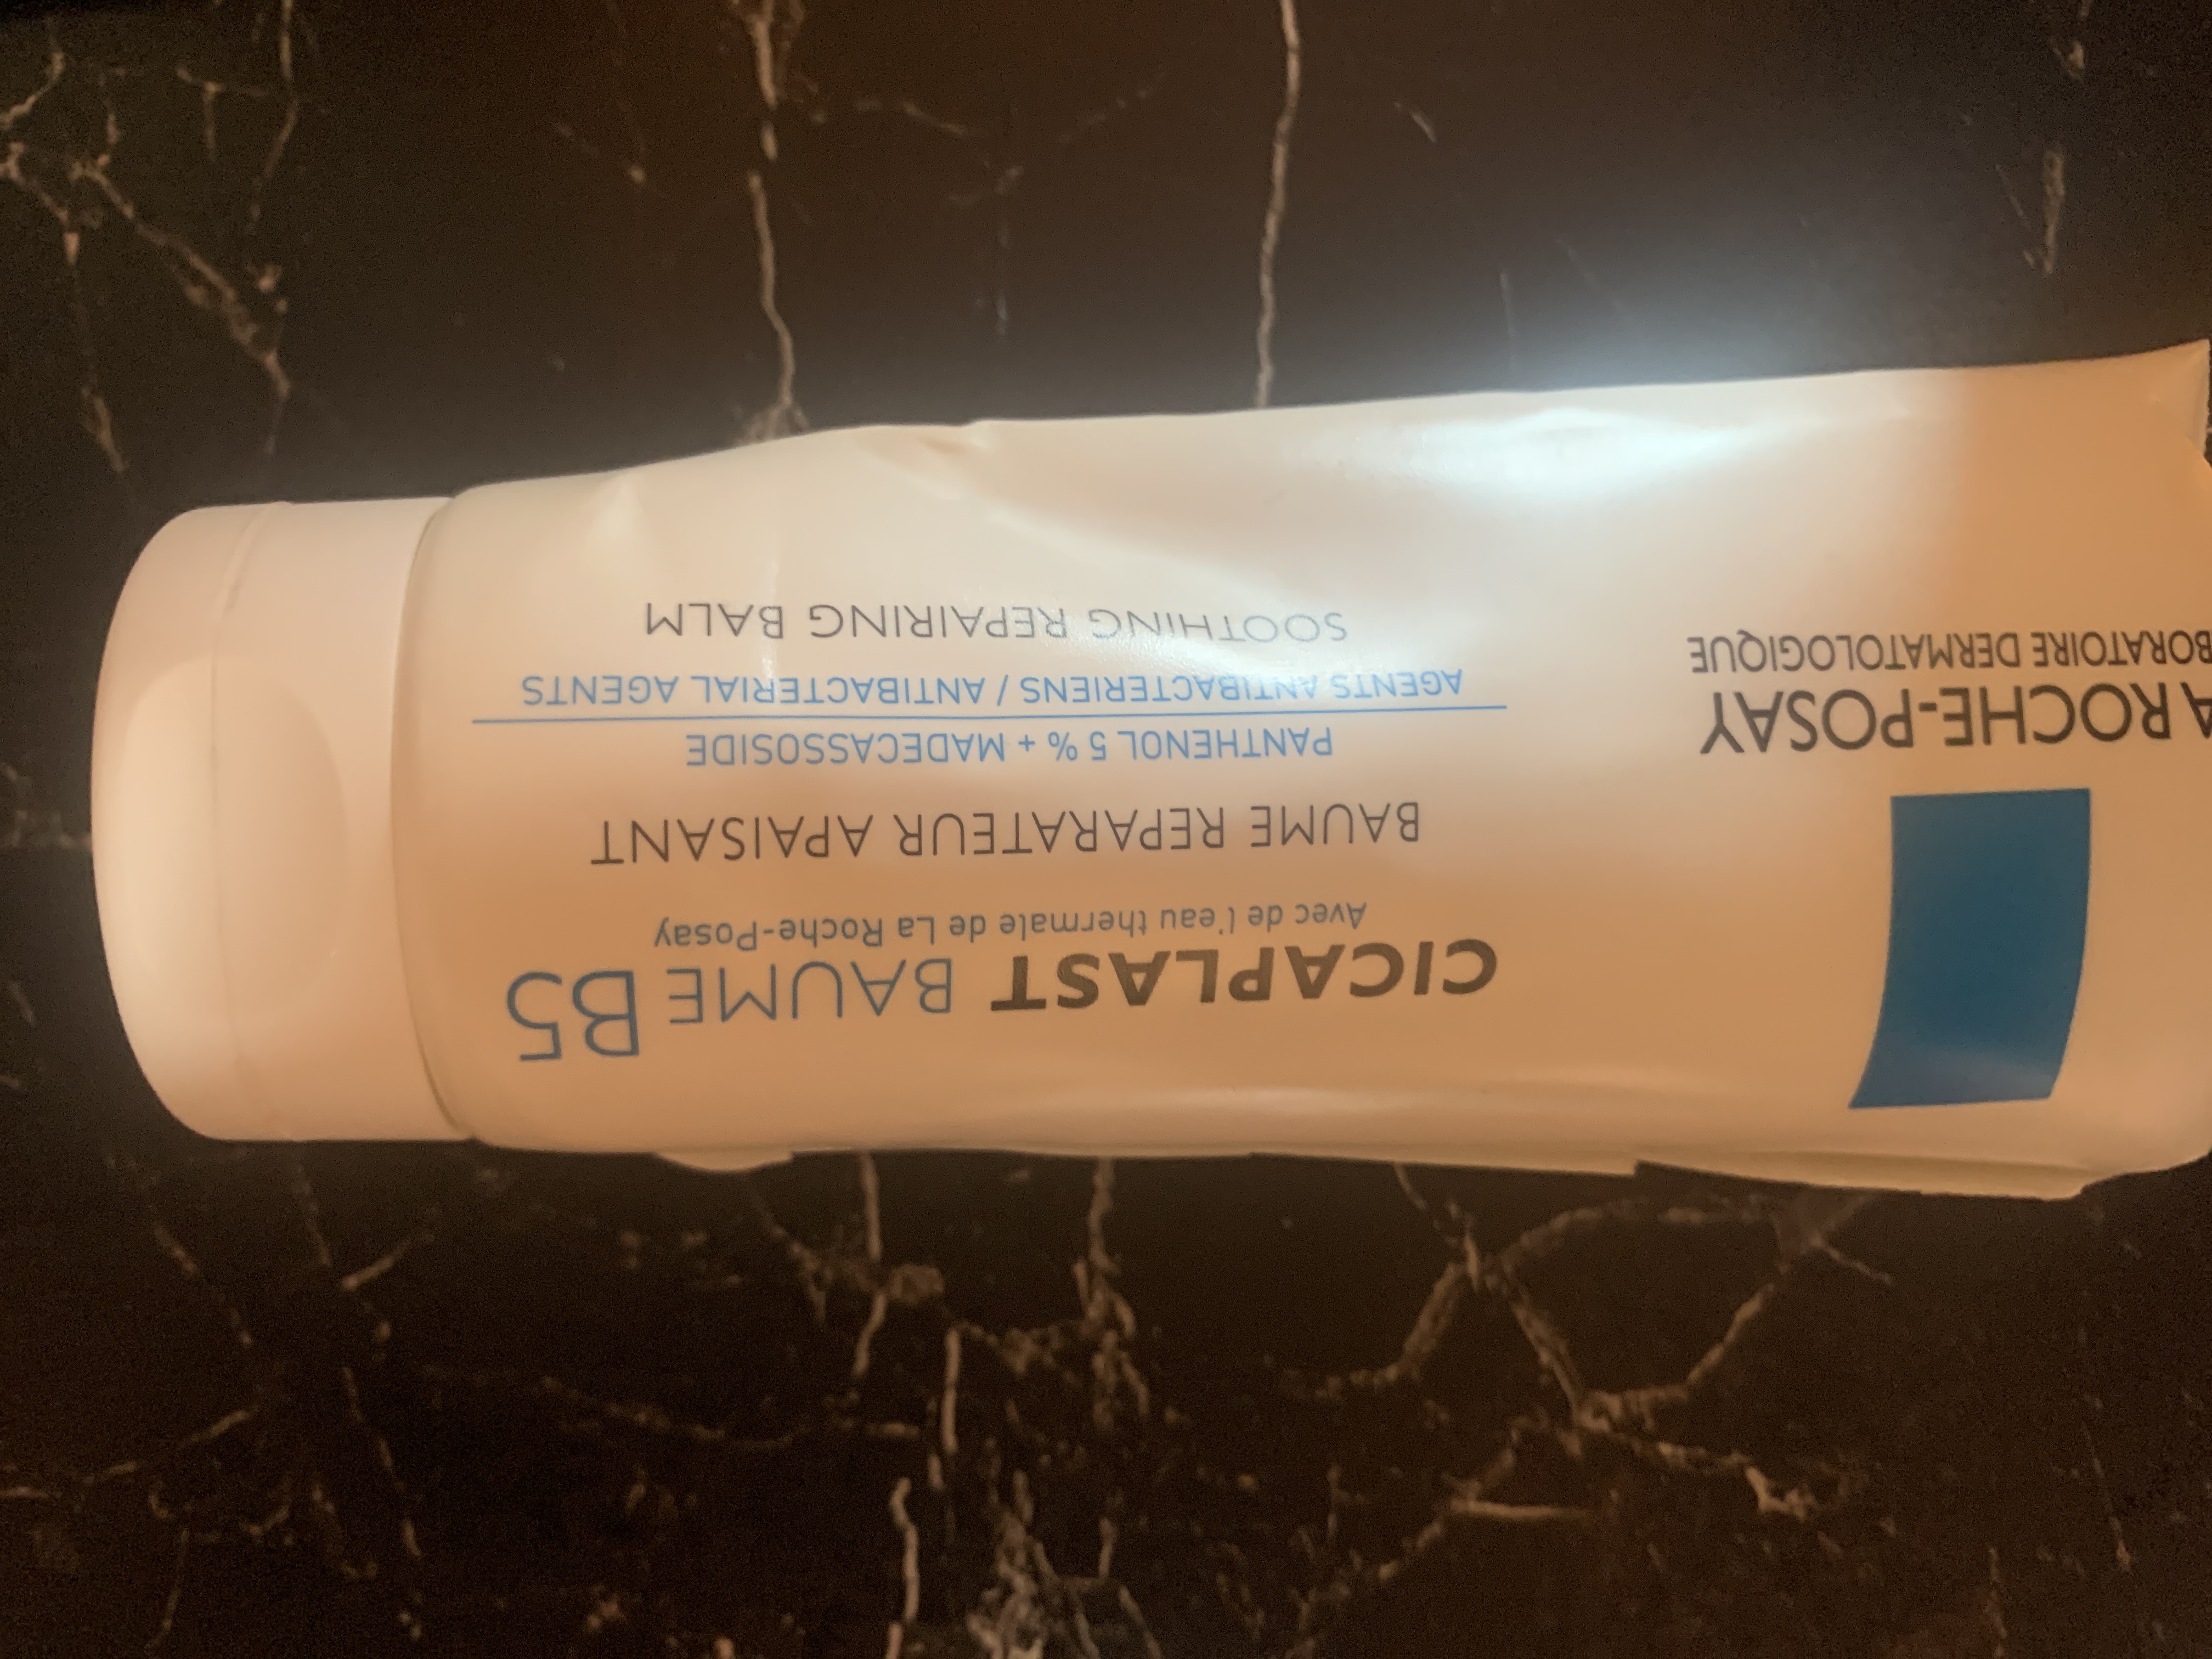 A ROCHE-POSAY
BORATOIRE DERMATOLOGIQUE
CICAPLAST BAUME B5
Avec de l'eau thermale de La Roche-Posay
BAUME REPARATEUR APAISANT
PANTHENOL 5 % + MADECASSOSIDE
AGENTS ANTIBACTERIENS / ANTIBACTERIAL AGENTS
SOOTHING REPAIRING BALM